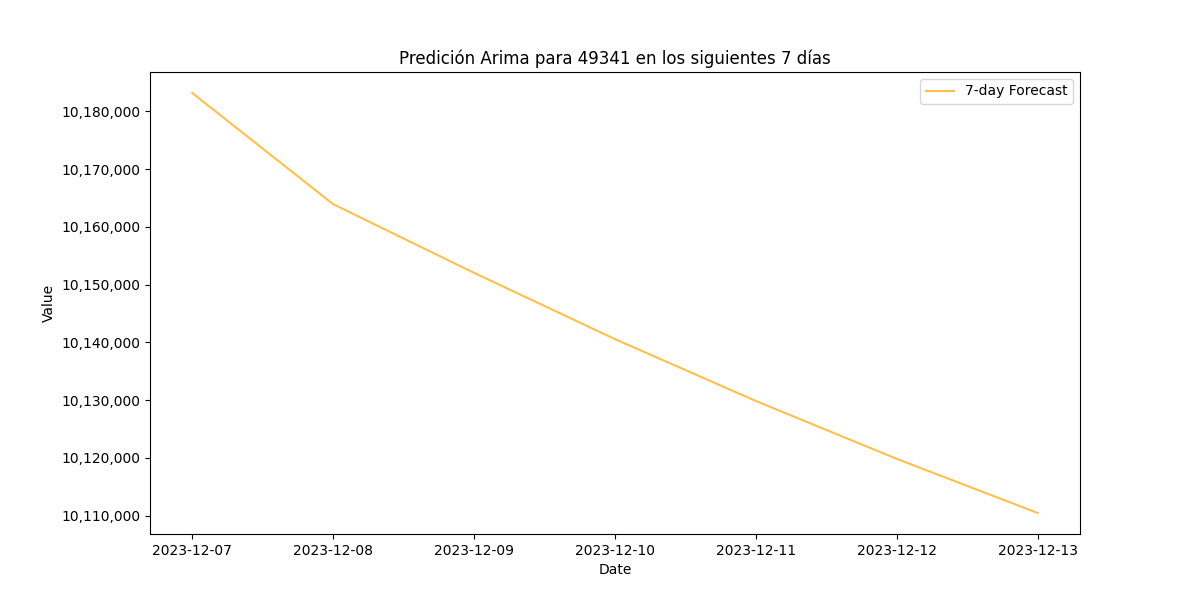 Predición Arima para 49341 en los siguientes 7 días
7-day Forecast
10,180,000
10,170,000
10,160,000
10,150,000
10,140,000
10,130,000
10,120,000
10,110,000
Value
2023-12-07 2023-12-08 2023-12-09 2023-12-10 2023-12-11 2023-12-12 2023-12-13
Date